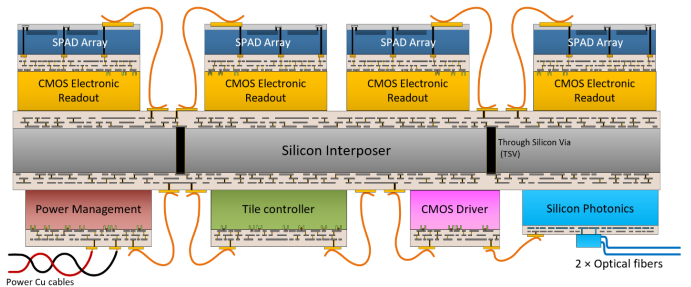 SPAD Array
SPAD Array
SPAD Array
SPAD Array
CMOS Electronic
Readout
CMOS Electronic
Readout
CMOS Electronic
Readout
CMOS Electronic
Readout
Silicon Interposer
Through Silicon Via
(TSV)
Power Management
Tile controller
CMOS Driver
Silicon Photonics
Power Cu cables
2 × Optical fibers